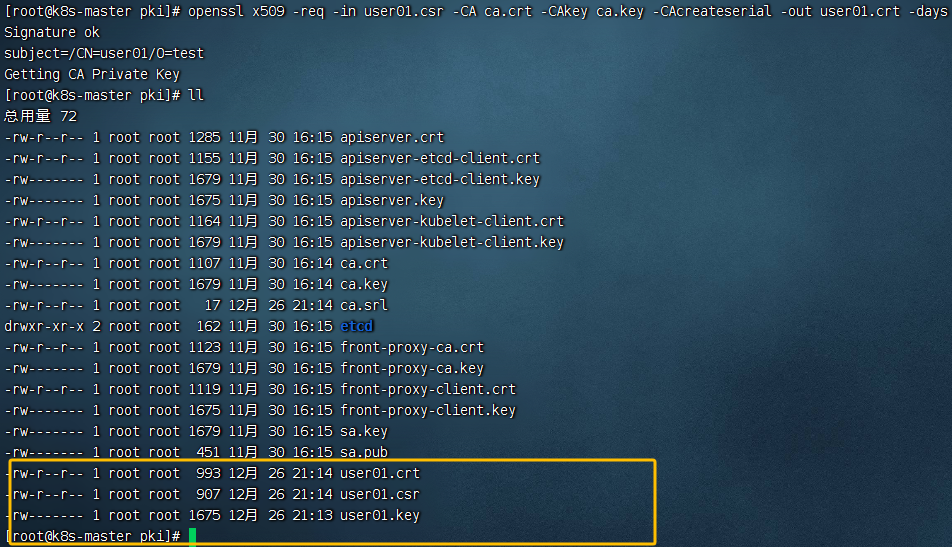 [root@k8s-master pki]# openssl x509 -req -in user01.csr -CA ca.crt -CAkey ca.key -CAcreateserial -out user01.crt -days
Signature ok
subject=/CN=user01/O=test
Getting CA Private Key
[root@k8s-master pki]# ll
总用量 72
-rw-r--r-- 1 root root 1285 11月 30 16:15 apiserver.crt
-rw-r--r-- 1 root root 1155 11月 30 16:15 apiserver-etcd-client.crt
-rw------- 1 root root 1679 11月 30 16:15 apiserver-etcd-client.key
-rw------- 1 root root 1675 11月 30 16:15 apiserver.key
-rw-r--r-- 1 root root 1164 11月 30 16:15 apiserver-kubelet-client.crt
-rw------- 1 root root 1679 11月 30 16:15 apiserver-kubelet-client.key
-rw-r--r-- 1 root root 1107 11月 30 16:14 ca.crt
-rw------- 1 root root 1679 11月 30 16:14 ca.key
-rw-r--r-- 1 root root   17 12月 26 21:14 ca.srl
drwxr-xr-x 2 root root  162 11月 30 16:15 etcd
-rw-r--r-- 1 root root 1123 11月 30 16:15 front-proxy-ca.crt
-rw------- 1 root root 1679 11月 30 16:15 front-proxy-ca.key
-rw-r--r-- 1 root root 1119 11月 30 16:15 front-proxy-client.crt
-rw------- 1 root root 1675 11月 30 16:15 front-proxy-client.key
-rw------- 1 root root 1679 11月 30 16:15 sa.key
-rw------- 1 root root  451 11月 30 16:15 sa.pub
-rw-r--r-- 1 root root  993 12月 26 21:14 user01.crt
-rw-r--r-- 1 root root  907 12月 26 21:14 user01.csr
-rw------- 1 root root 1675 12月 26 21:13 user01.key
[root@k8s-master pki]#